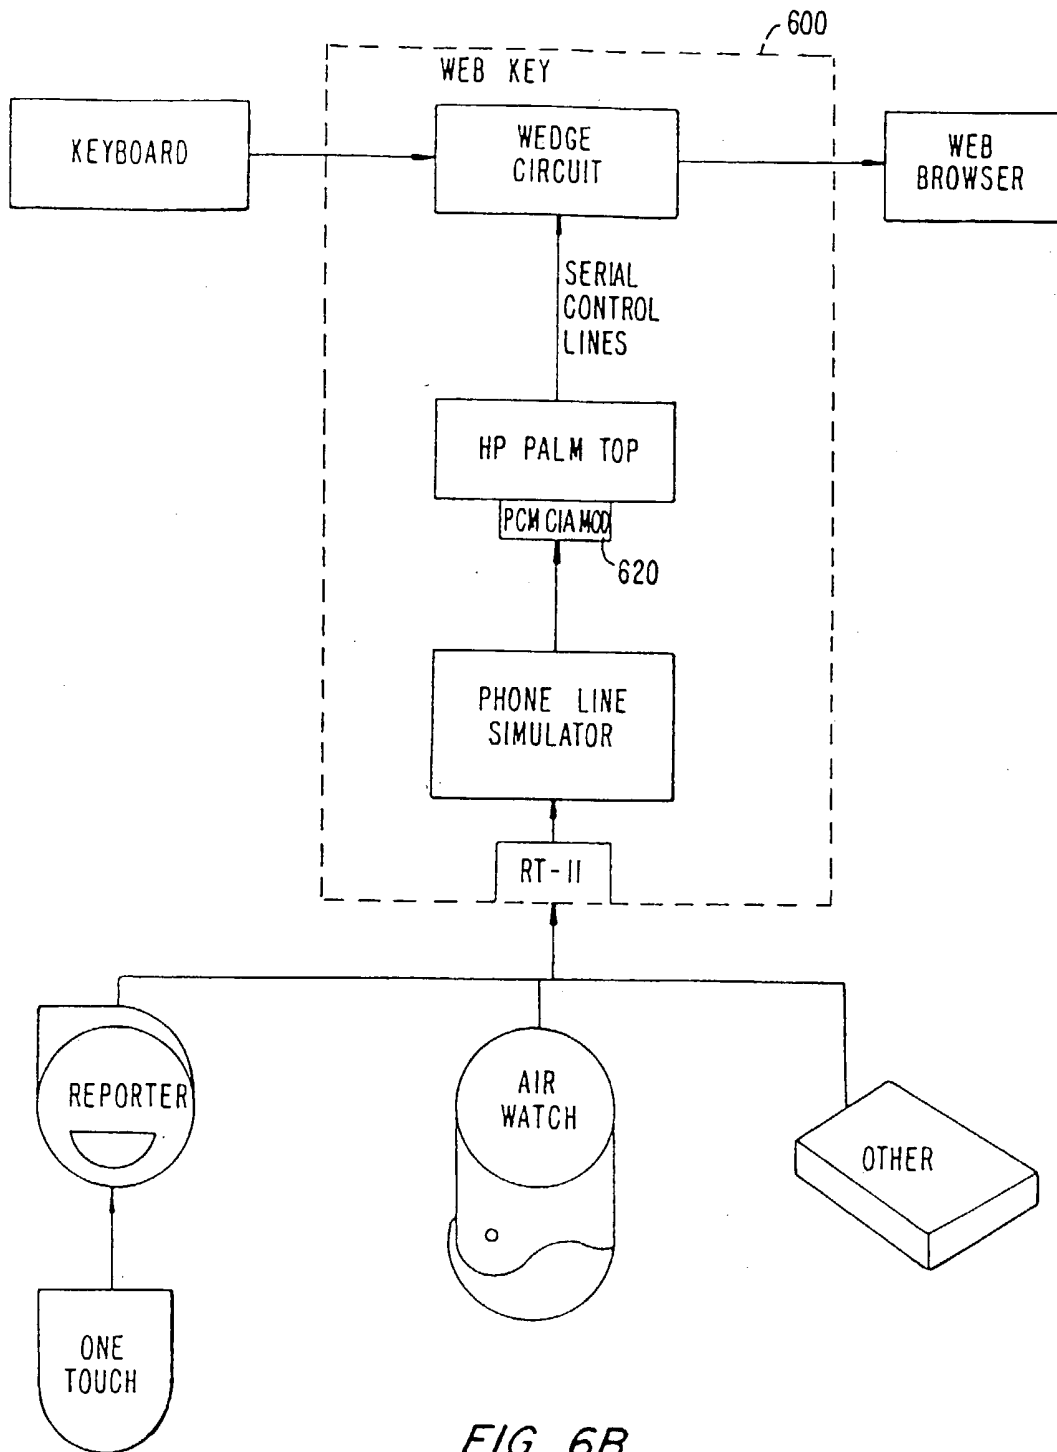 600
WEB KEY
KEYBOARD
WEDGE
CIRCUIT
WEB
BROWSER
SERIAL
CONTROL
LINES
HP PALM TOP
PCMCIA MOD
620
PHONE LINE
SIMULATOR
RT-11
REPORTER
AIR
WATCH
OTHER
ONE
TOUCH
FIG. 6B